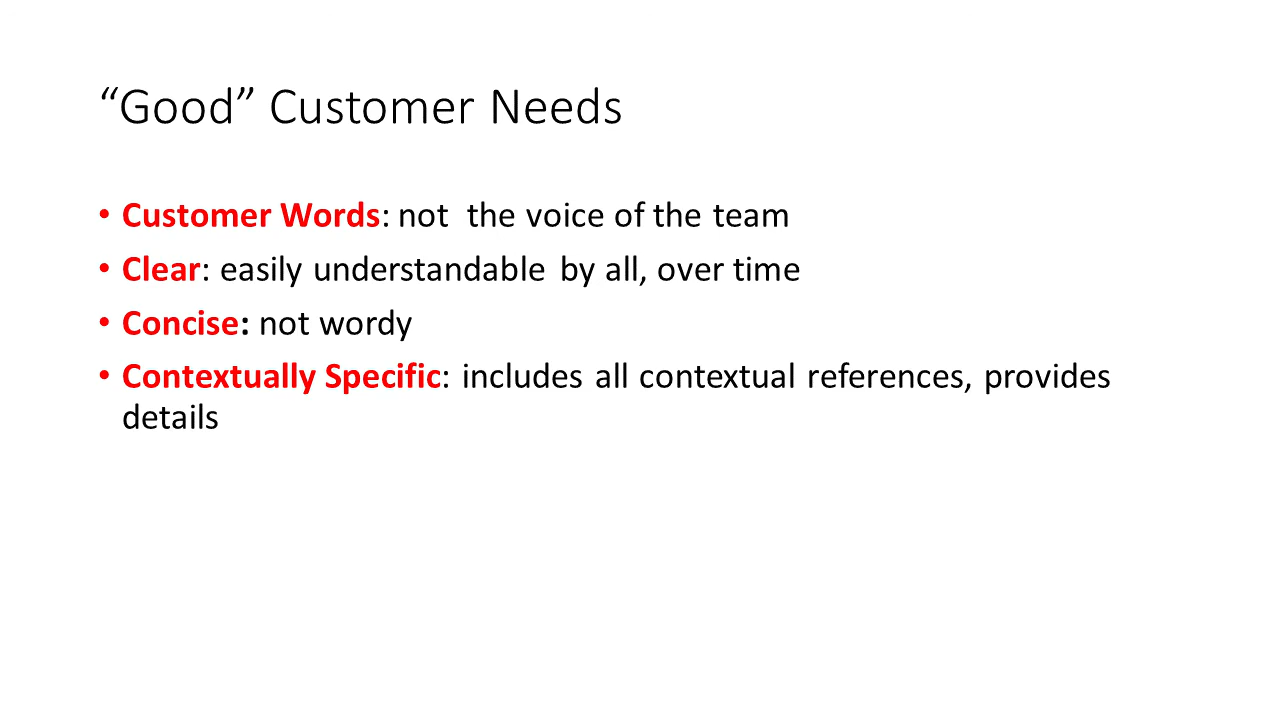 “Good” Customer Needs
• Customer Words: not the voice of the team
• Clear: easily understandable by all, over time
• Concise: not wordy
• Contextually Specific: includes all contextual references, provides
details